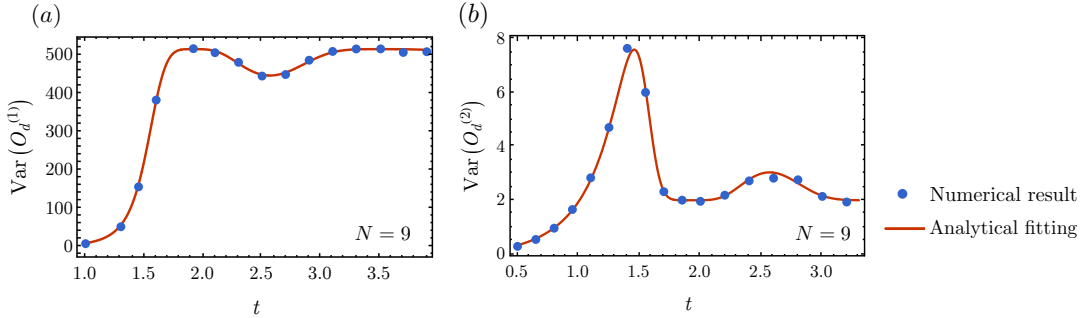 (a)
Var(O_d^{(1)})
500
400
300
200
100
0
1.0 1.5 2.0 2.5 3.0 3.5
t
N = 9
(b)
Var(O_d^{(2)})
8
6
4
2
0
0.5 1.0 1.5 2.0 2.5 3.0
t
N = 9
Numerical result
Analytical fitting